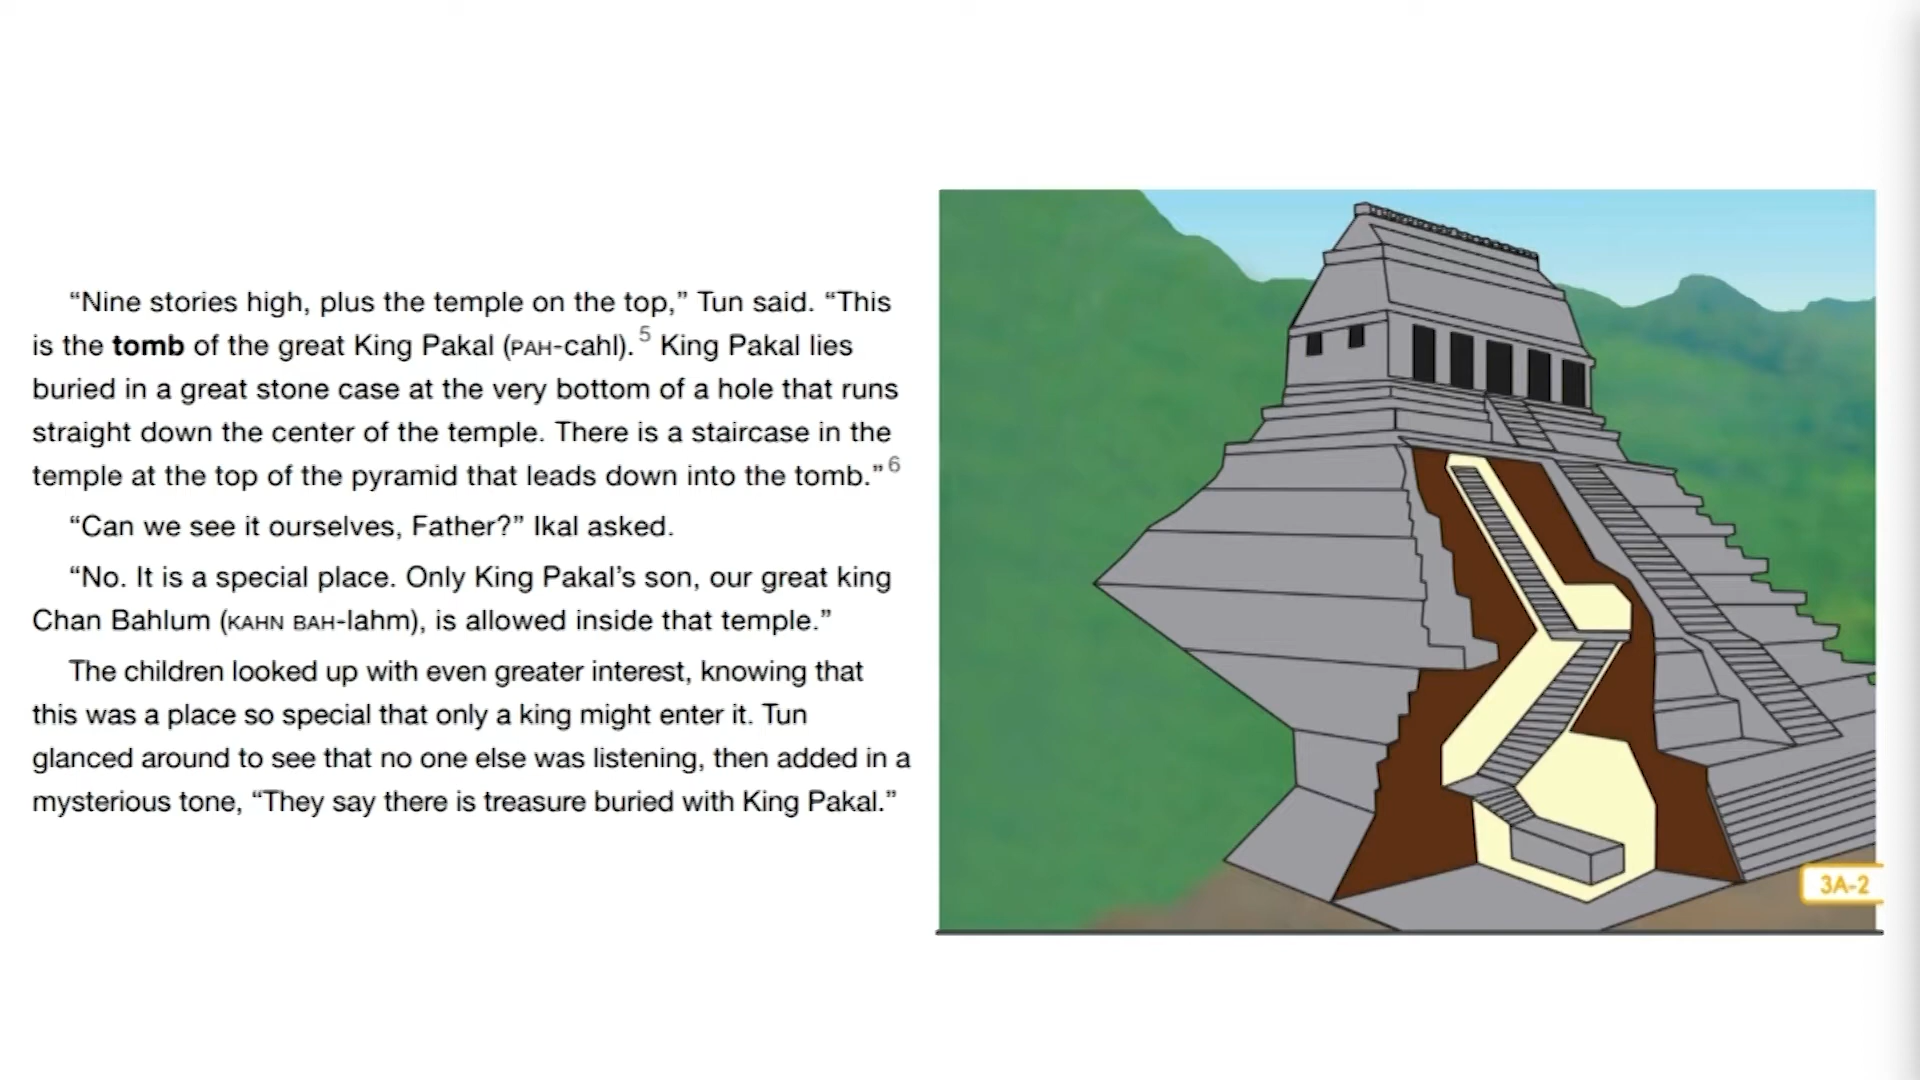 “Nine stories high, plus the temple on the top,” Tun said. “This
is the tomb of the great King Pakal (PAH-cahl). 5 King Pakal lies
buried in a great stone case at the very bottom of a hole that runs
straight down the center of the temple. There is a staircase in the
temple at the top of the pyramid that leads down into the tomb.” 6
“Can we see it ourselves, Father?” Ikal asked.
“No. It is a special place. Only King Pakal’s son, our great king
Chan Bahlum (KAHN BAH-lahm), is allowed inside that temple.”
The children looked up with even greater interest, knowing that
this was a place so special that only a king might enter it. Tun
glanced around to see that no one else was listening, then added in a
mysterious tone, “They say there is treasure buried with King Pakal.”
3A-2